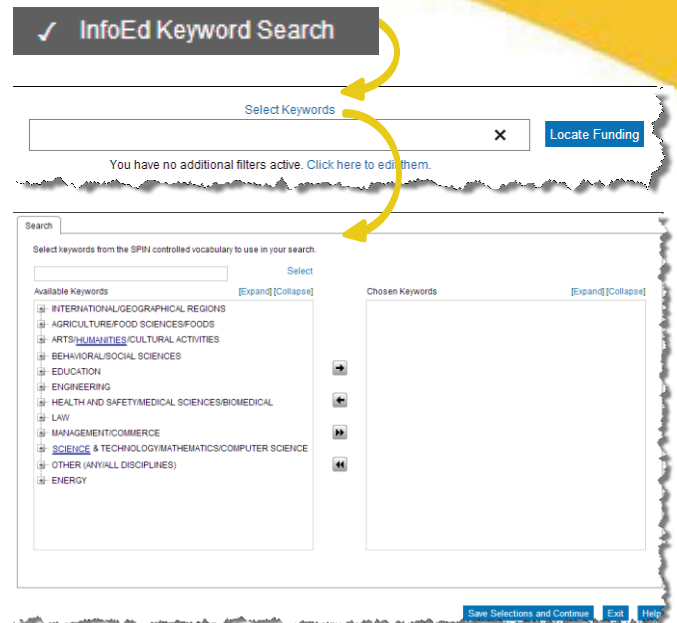 ✓ InfoEd Keyword Search
Select Keywords
× Locate Funding
You have no additional filters active. Click here to edit them.
Search
Select keywords from the SPIN controlled vocabulary to use in your search.
Select
Available Keywords [Expand] [Collapse] Chosen Keywords [Expand] [Collapse]
INTERNATIONAL/GEOGRAPHICAL REGIONS
AGRICULTURE/FOOD SCIENCES/FOODS
ARTS/HUMANITIES/CULTURAL ACTIVITIES
BEHAVIORAL/SOCIAL SCIENCES
EDUCATION
ENGINEERING
HEALTH AND SAFETY/MEDICAL SCIENCES/BIOMEDICAL
LAW
MANAGEMENT/COMMERCE
SCIENCE & TECHNOLOGY/MATHEMATICS/COMPUTER SCIENCE
OTHER (ANY/ALL DISCIPLINES)
ENERGY
Save Selections and Continue Exit Help